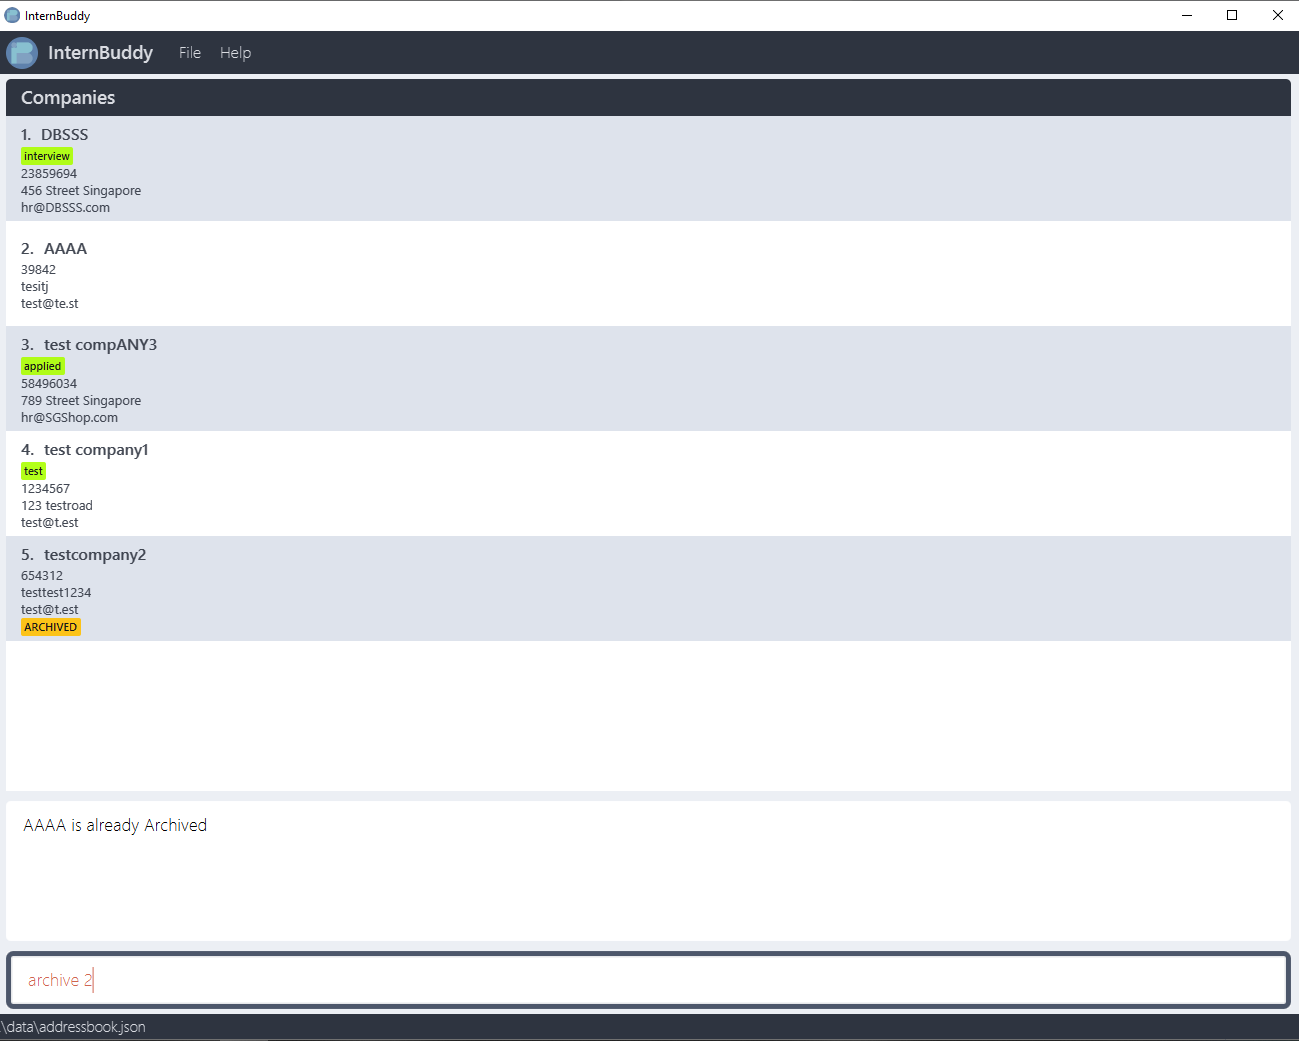 InternBuddy
InternBuddy File Help
Companies
1. DBSSS
interview
23859694
456 Street Singapore
hr@DBSSS.com
2. AAAA
39842
tesitj
test@te.st
3. test compANY3
applied
58496034
789 Street Singapore
hr@SGShop.com
4. test company1
test
1234567
123 testroad
test@t.est
5. testcompany2
654312
testtest1234
test@t.est
ARCHIVED
AAAA is already Archived
archive 2
.\data\addressbook.json